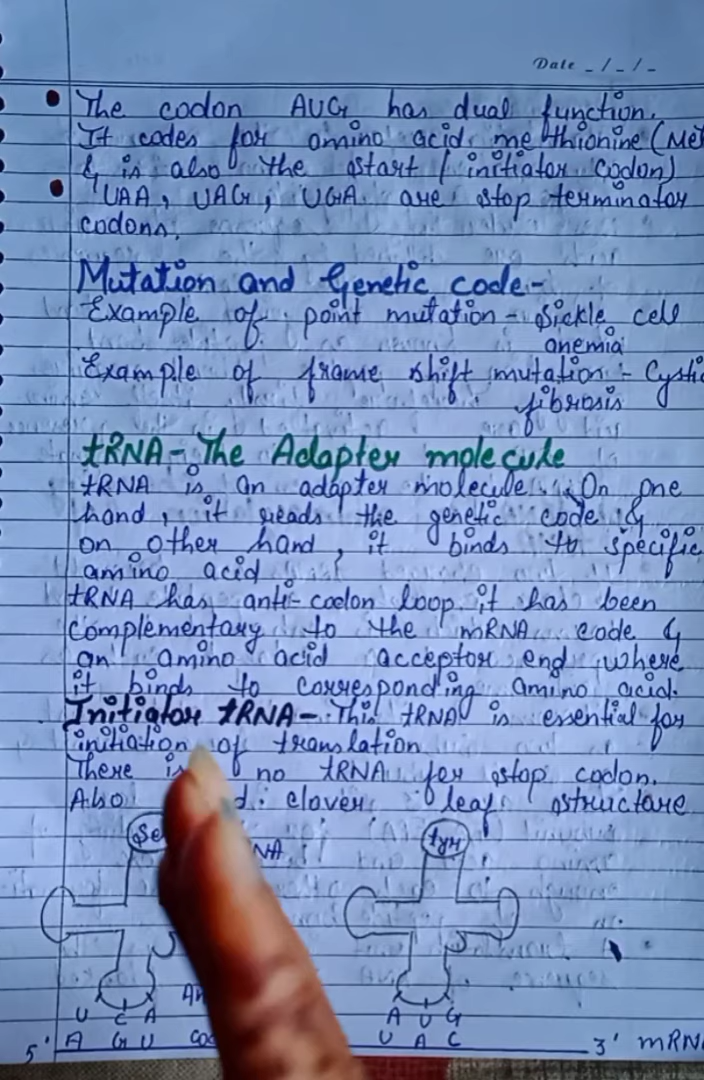 Date _/_/_
• The codon AUG has dual function.
It codes for amino acid methionine (Met
& is also the start / initiator codon)
• UAA, UAG, UGA are stop terminator
codons.
Mutation and Genetic code -
Example of point mutation - Sickle cell
anemia
Example of frame shift mutation - Cysti
fibrosis
tRNA - The Adapter molecule
tRNA is an adapter molecule. On one
hand, it reads the genetic code &
on other hand, it binds to specific
amino acid
tRNA has anti-codon loop it has been
complementary to the mRNA code &
an amino acid acceptor end where
it binds to corresponding amino acid.
Initiator tRNA - This tRNA is essential for
initiation of translation
There is no tRNA for stop codon.
Also d: clover leaf structure
Se tyr
NA
An
U C A A U G
5' A G U co U A C 3' mRN